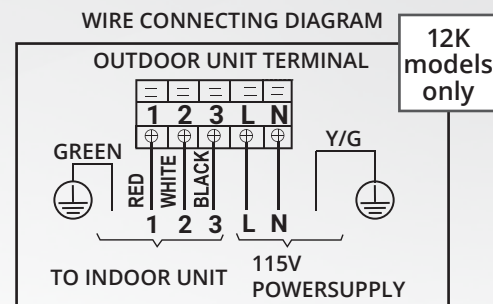 WIRE CONNECTING DIAGRAM
12K
models
only
OUTDOOR UNIT TERMINAL
1 2 3 L N
GREEN
RED
WHITE
BLACK
Y/G
1 2 3 L N
TO INDOOR UNIT
115V
POWERSUPPLY